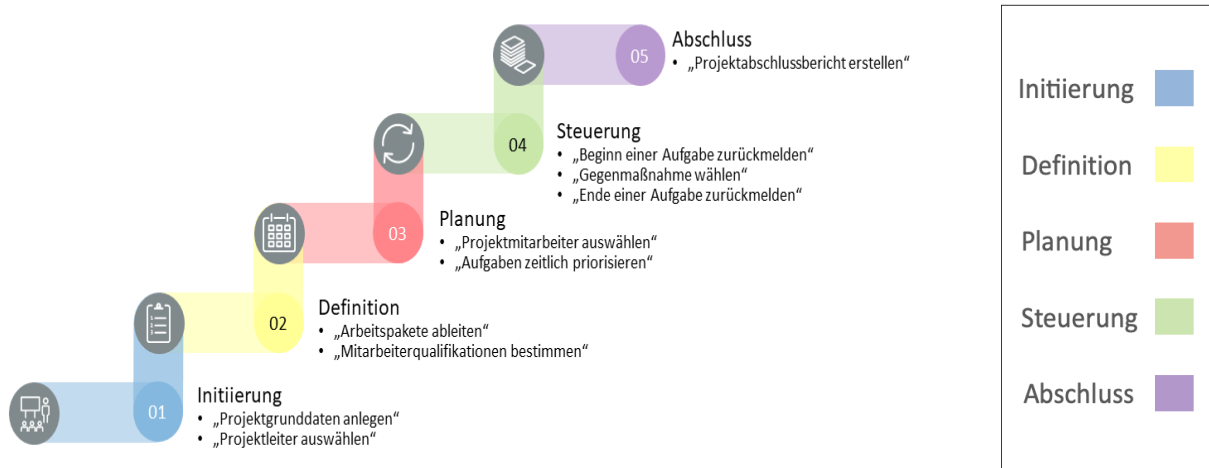 01
Initiierung
• „Projektgrunddaten anlegen“
• „Projektleiter auswählen“
02
Definition
• „Arbeitspakete ableiten“
• „Mitarbeiterqualifikationen bestimmen“
03
Planung
• „Projektmitarbeiter auswählen“
• „Aufgaben zeitlich priorisieren“
04
Steuerung
• „Beginn einer Aufgabe zurückmelden“
• „Gegenmaßnahme wählen“
• „Ende einer Aufgabe zurückmelden“
05
Abschluss
• „Projektabschlussbericht erstellen“
Initiierung
Definition
Planung
Steuerung
Abschluss